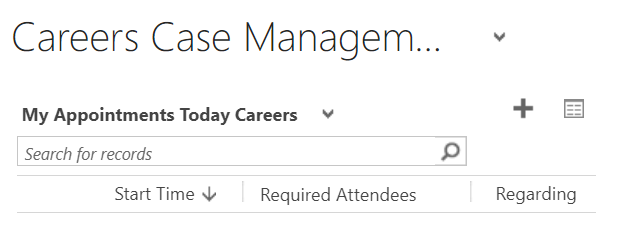 Careers Case Managem...
My Appointments Today Careers
Search for records
Start Time Required Attendees Regarding